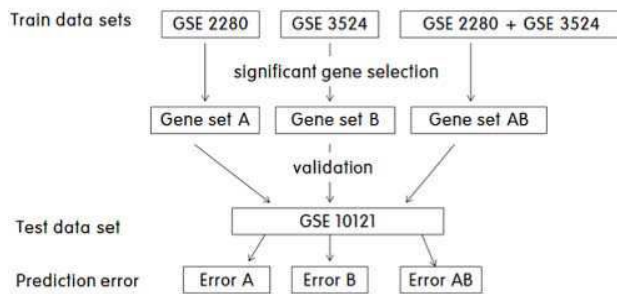 Train data sets GSE 2280 GSE 3524 GSE 2280 + GSE 3524
significant gene selection
Gene set A Gene set B Gene set AB
validation
Test data set GSE 10121
Prediction error Error A Error B Error AB